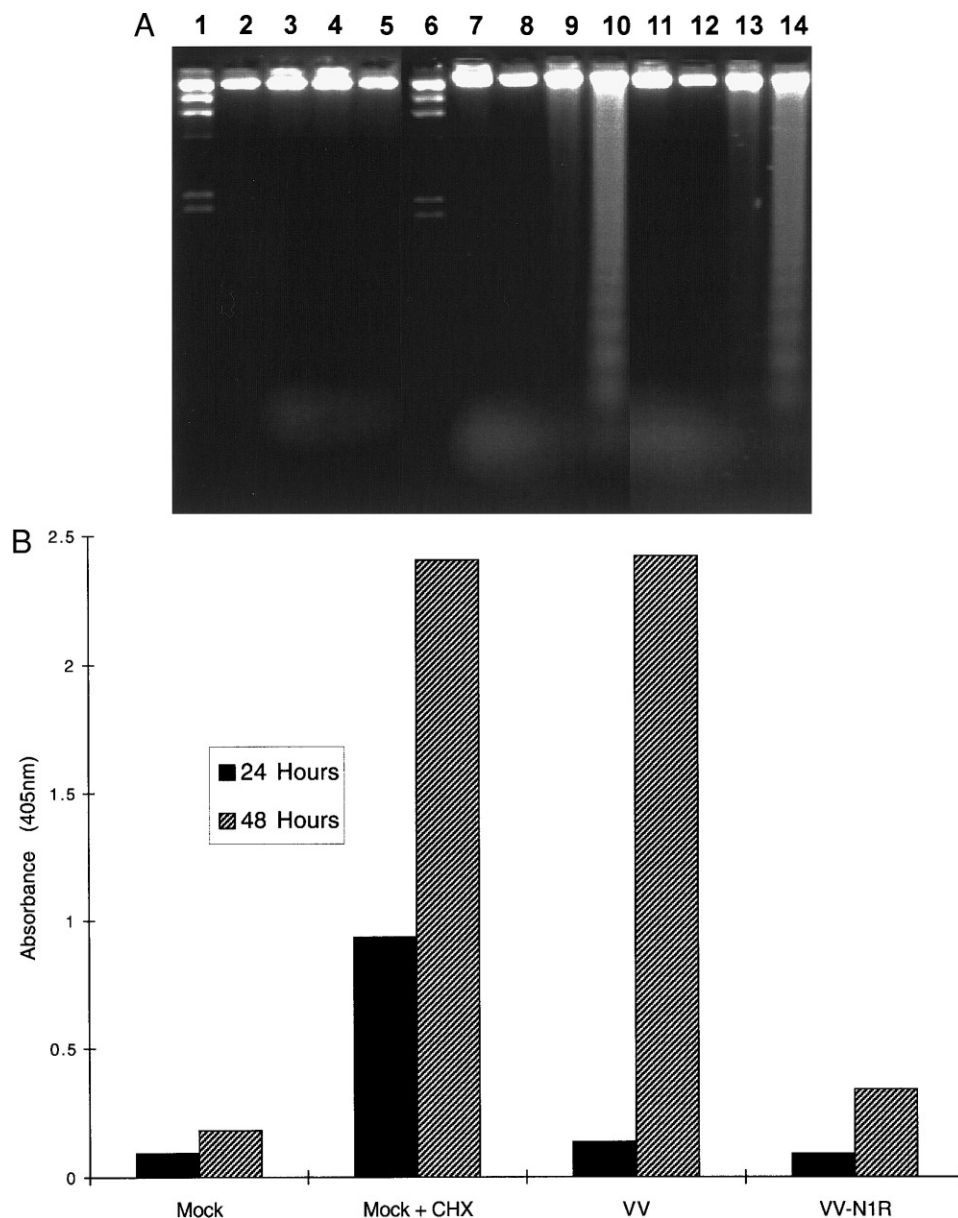 A 1 2 3 4 5 6 7 8 9 10 11 12 13 14
B
2.5
2
1.5
1
0.5
0
Absorbance (405nm)
24 Hours
48 Hours
Mock Mock + CHX VV VV-N1R